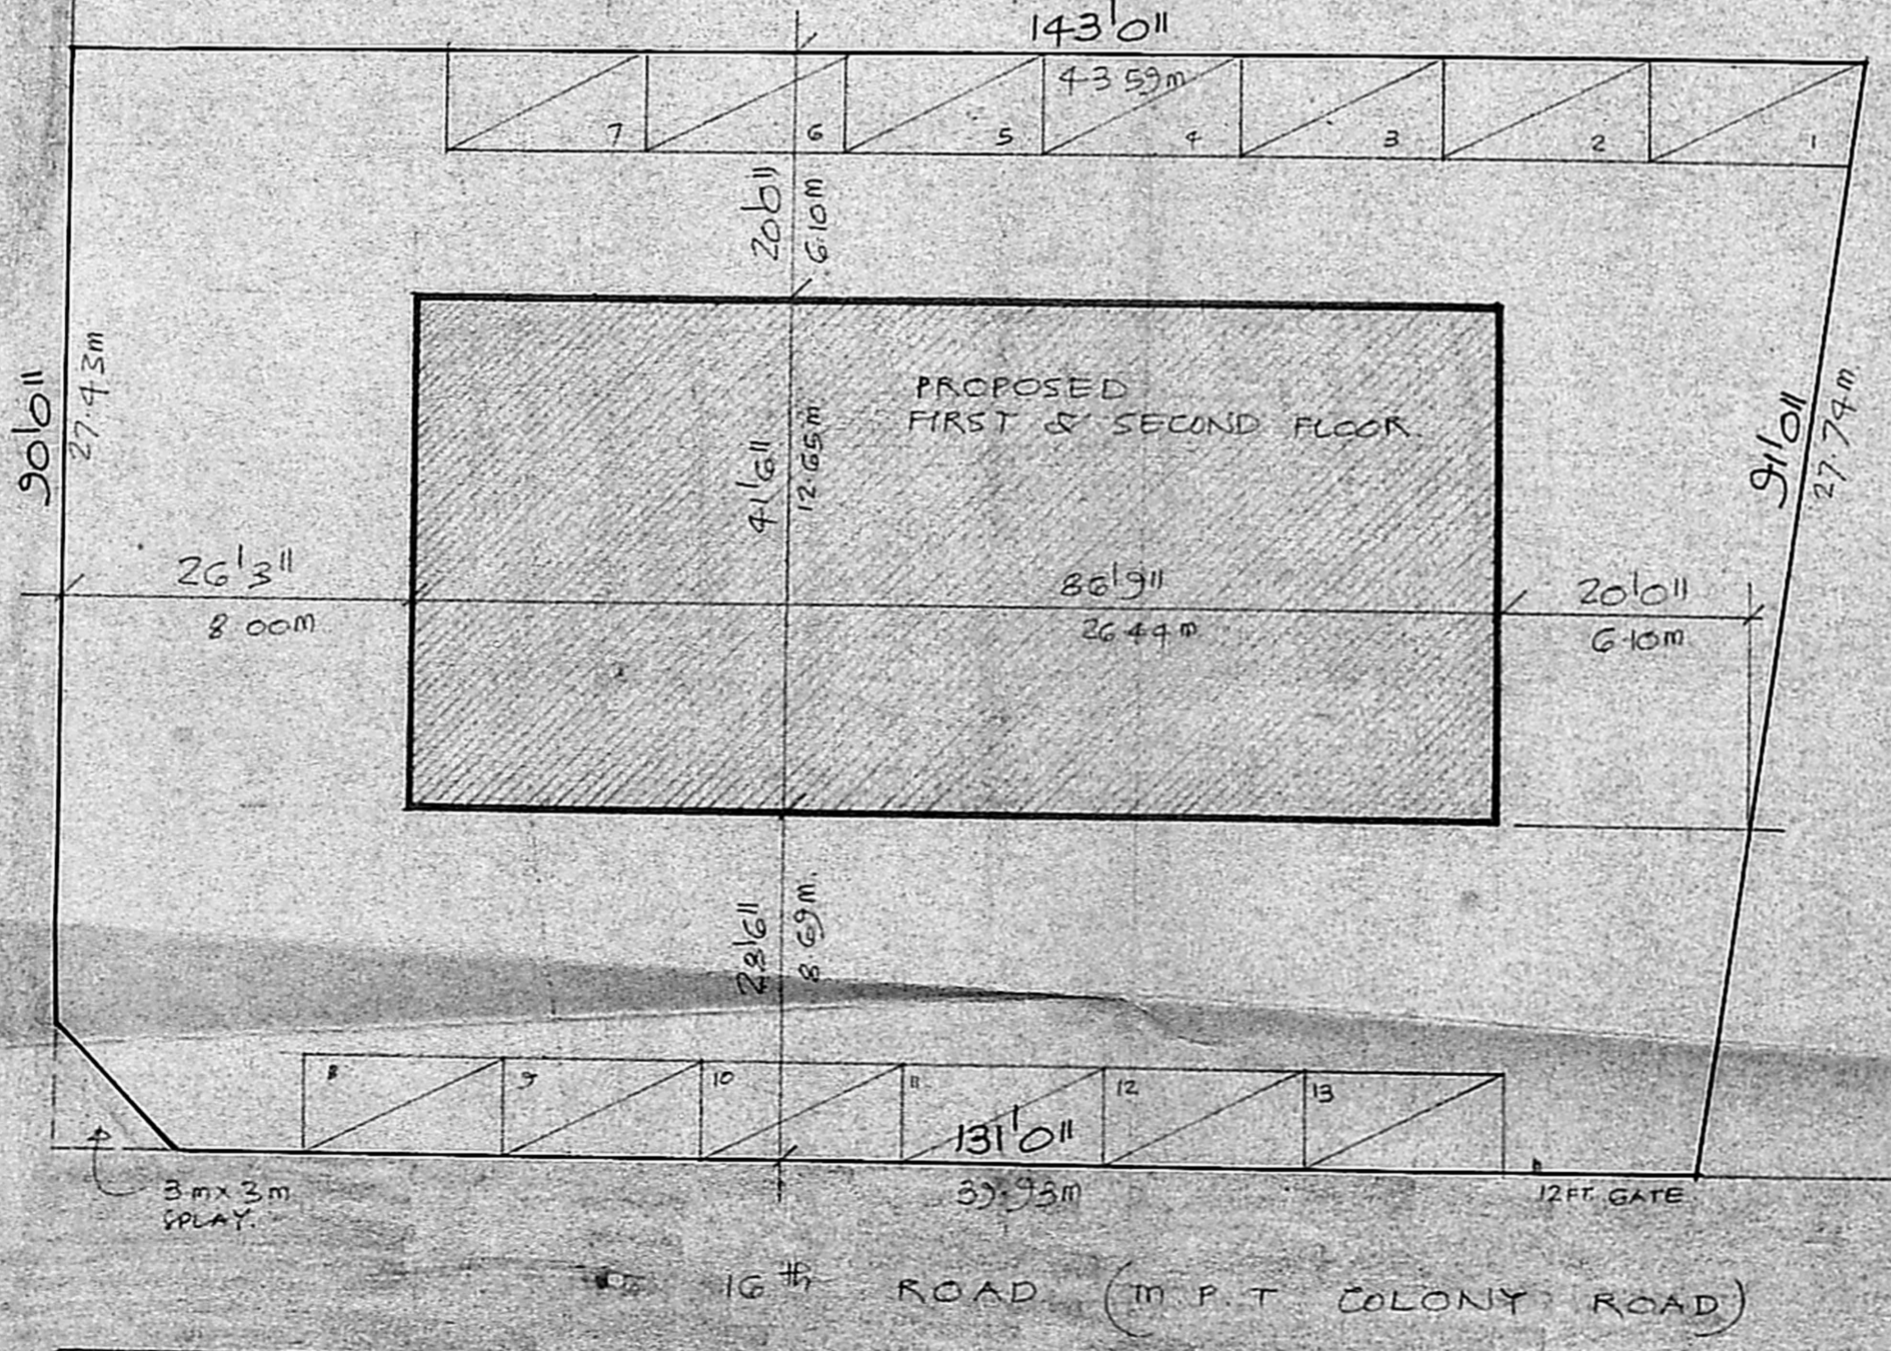 143'0"
43 59m
7
6
5
4
3
2
1
20'0"
6.10m
90'0"
27.43m
PROPOSED
FIRST & SECOND FLOOR.
41'6"
12.65m
91'0"
27.74m
26'3"
8 00m
86'9"
26.44m
20'0"
6.10m
28'6"
8 69m.
8
9
10
11
12
13
131'0"
39.93m
3m x 3m
SPLAY.
12 FT. GATE
16th ROAD (M.P.T COLONY ROAD)